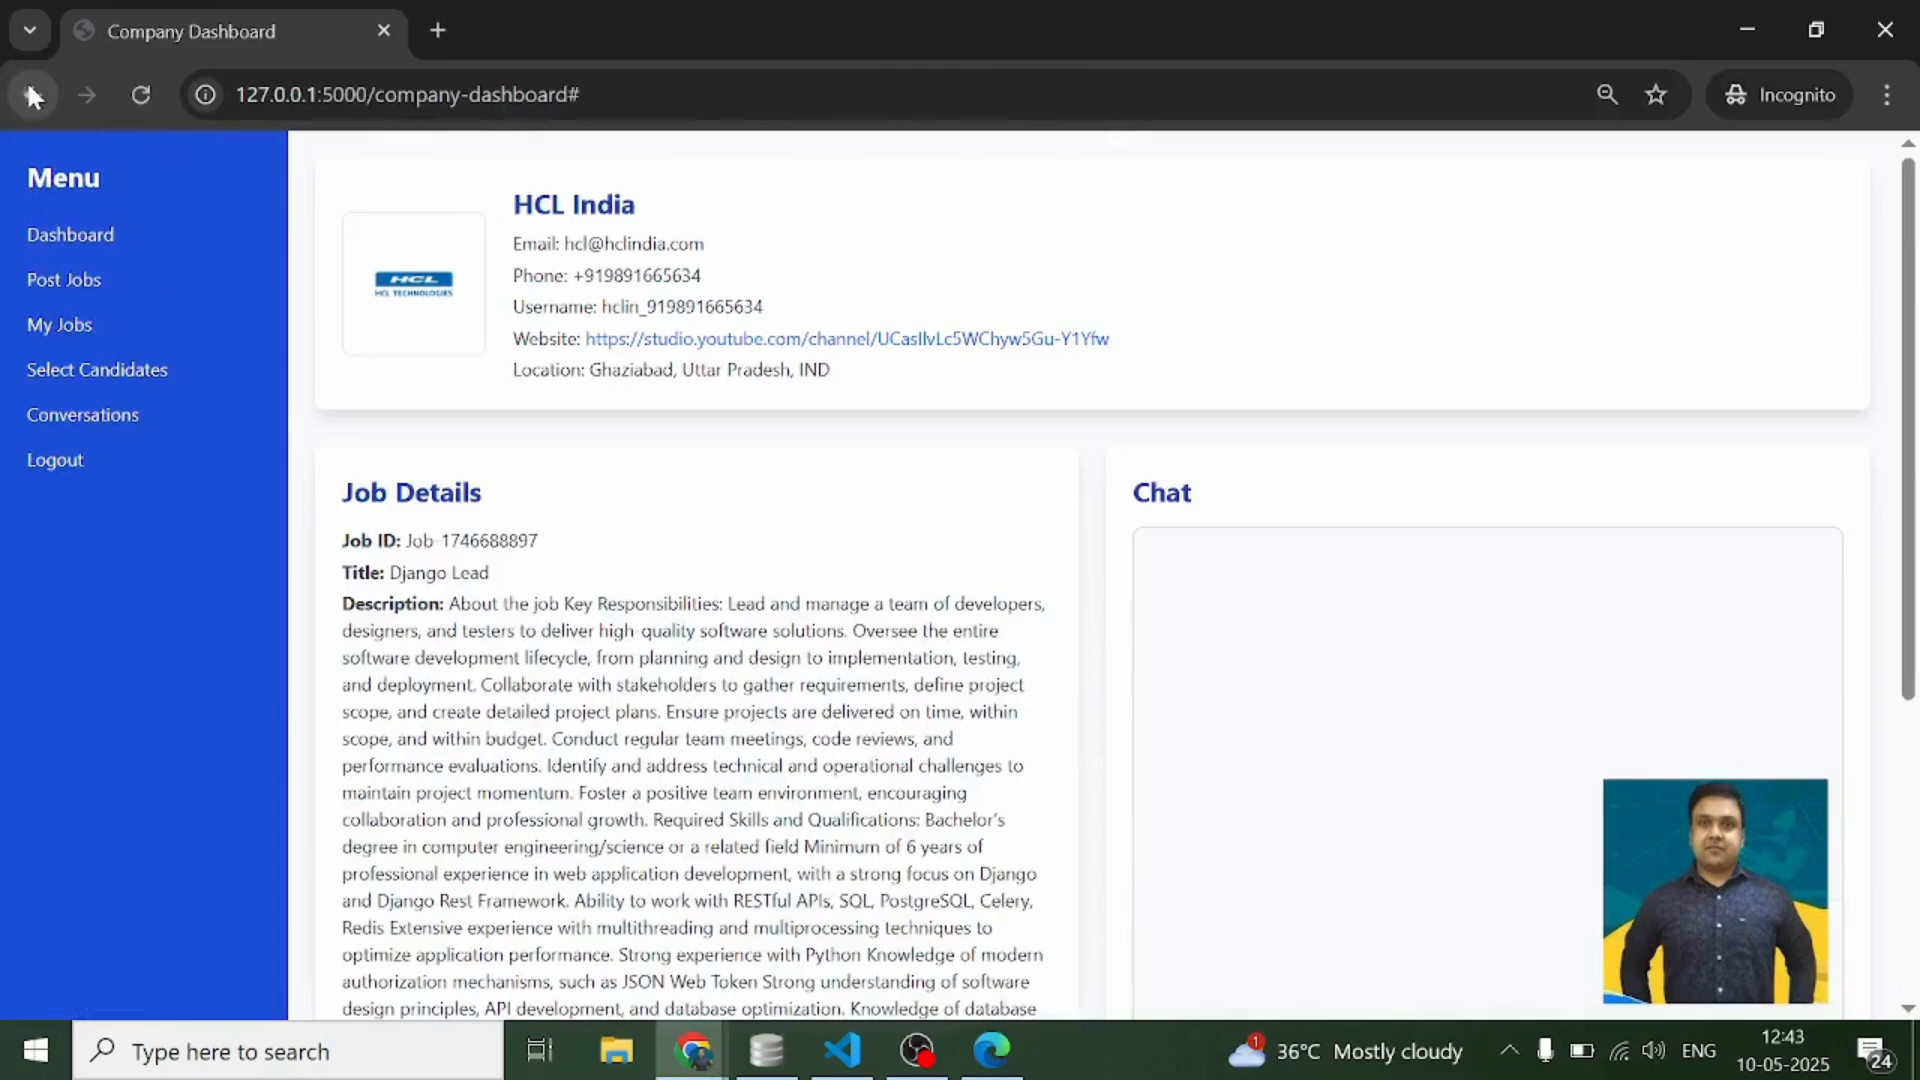 Company Dashboard
127.0.0.1:5000/company-dashboard#
Incognito
Menu
Dashboard
Post Jobs
My Jobs
Select Candidates
Conversations
Logout
HCL
HCL TECHNOLOGIES
HCL India
Email: hcl@hclindia.com
Phone: +919891665634
Username: hclin_919891665634
Website: https://studio.youtube.com/channel/UCasIlvLc5WChyw5Gu-Y1Yfw
Location: Ghaziabad, Uttar Pradesh, IND
Job Details
Job ID: Job-1746688897
Title: Django Lead
Description: About the job Key Responsibilities: Lead and manage a team of developers,
designers, and testers to deliver high-quality software solutions. Oversee the entire
software development lifecycle, from planning and design to implementation, testing,
and deployment. Collaborate with stakeholders to gather requirements, define project
scope, and create detailed project plans. Ensure projects are delivered on time, within
scope, and within budget. Conduct regular team meetings, code reviews, and
performance evaluations. Identify and address technical and operational challenges to
maintain project momentum. Foster a positive team environment, encouraging
collaboration and professional growth. Required Skills and Qualifications: Bachelor's
degree in computer engineering/science or a related field Minimum of 6 years of
professional experience in web application development, with a strong focus on Django
and Django Rest Framework. Ability to work with RESTful APIs, SQL, PostgreSQL, Celery,
Redis Extensive experience with multithreading and multiprocessing techniques to
optimize application performance. Strong experience with Python Knowledge of modern
authorization mechanisms, such as JSON Web Token Strong understanding of software
design principles, API development, and database optimization. Knowledge of database
Chat
Type here to search
1
36°C Mostly cloudy
ENG
12:43
10-05-2025
24